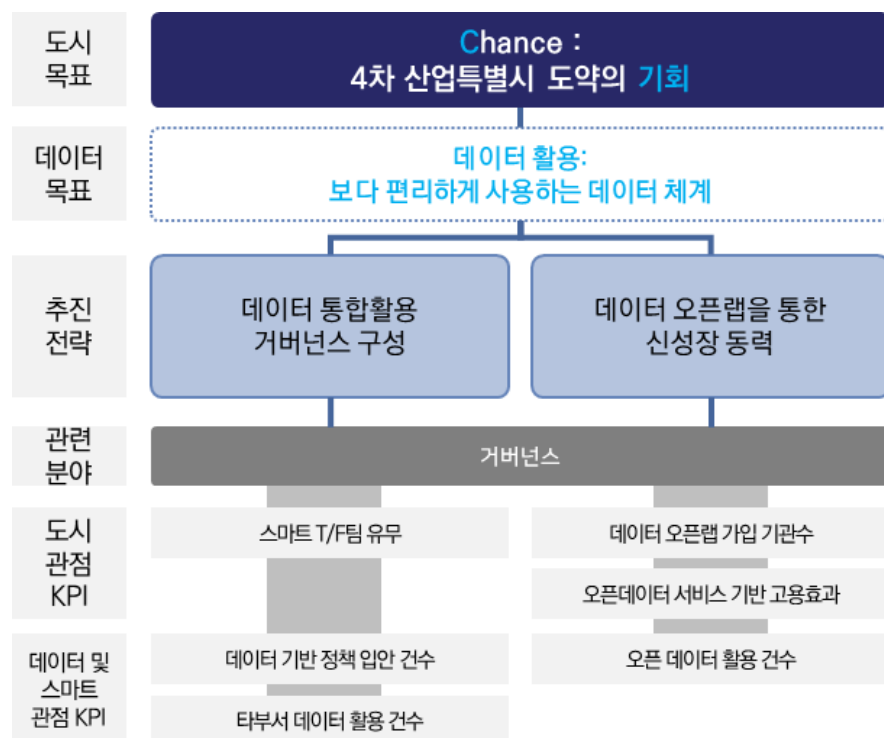 도시
목표
Chance :
4차 산업특별시 도약의 기회
데이터
목표
데이터 활용:
보다 편리하게 사용하는 데이터 체계
추진
전략
데이터 통합활용
거버넌스 구성
데이터 오픈랩을 통한
신성장 동력
관련
분야
거버넌스
도시
관점
KPI
스마트 T/F팀 유무
데이터 오픈랩 가입 기관수
오픈데이터 서비스 기반 고용효과
데이터 및
스마트
관점 KPI
데이터 기반 정책 입안 건수
오픈 데이터 활용 건수
타부서 데이터 활용 건수